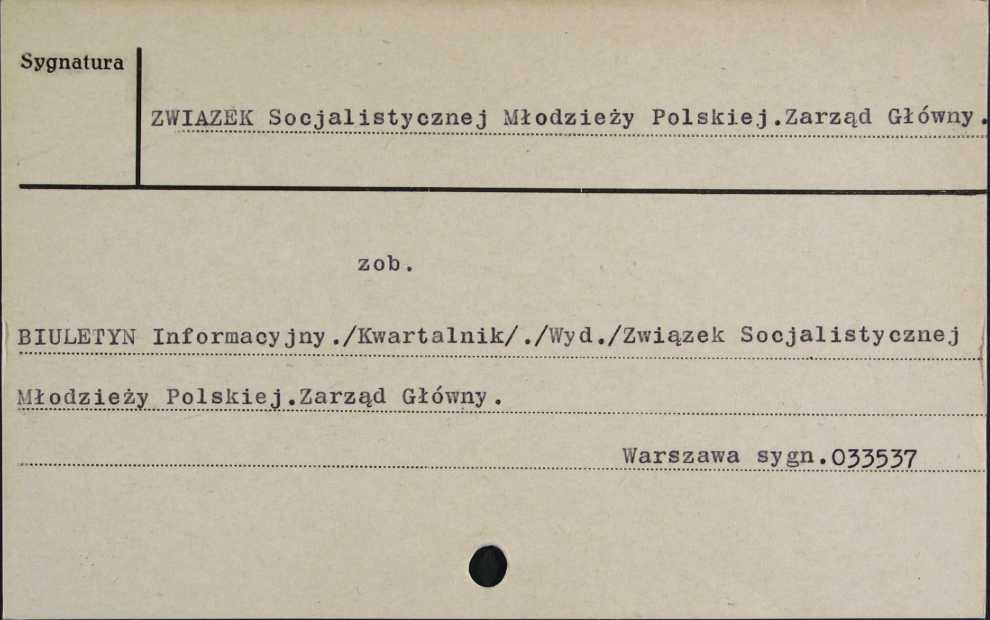 Sygnatura
ZWIAZEK Socjalistycznej Młodzieży Polskiej.Zarząd Główny.
zob.
BIULETYN Informacyjny./Kwartalnik/./Wyd./Związek Socjalistycznej
Młodzieży Polskiej.Zarząd Główny.
Warszawa sygn.033537